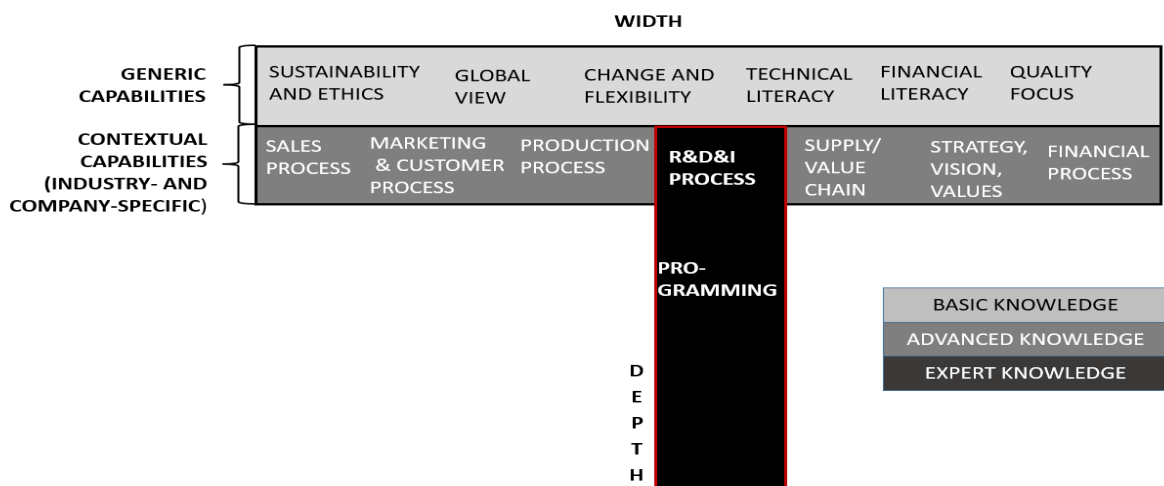 WIDTH
GENERIC
CAPABILITIES
SUSTAINABILITY
AND ETHICS
GLOBAL
VIEW
CHANGE AND
FLEXIBILITY
TECHNICAL
LITERACY
FINANCIAL
LITERACY
QUALITY
FOCUS
CONTEXTUAL
CAPABILITIES
(INDUSTRY- AND
COMPANY-SPECIFIC)
SALES
PROCESS
MARKETING
& CUSTOMER
PROCESS
PRODUCTION
PROCESS
R&D&I
PROCESS
SUPPLY/
VALUE
CHAIN
STRATEGY,
VISION,
VALUES
FINANCIAL
PROCESS
PRO-
GRAMMING
BASIC KNOWLEDGE
ADVANCED KNOWLEDGE
EXPERT KNOWLEDGE
D
E
P
T
H